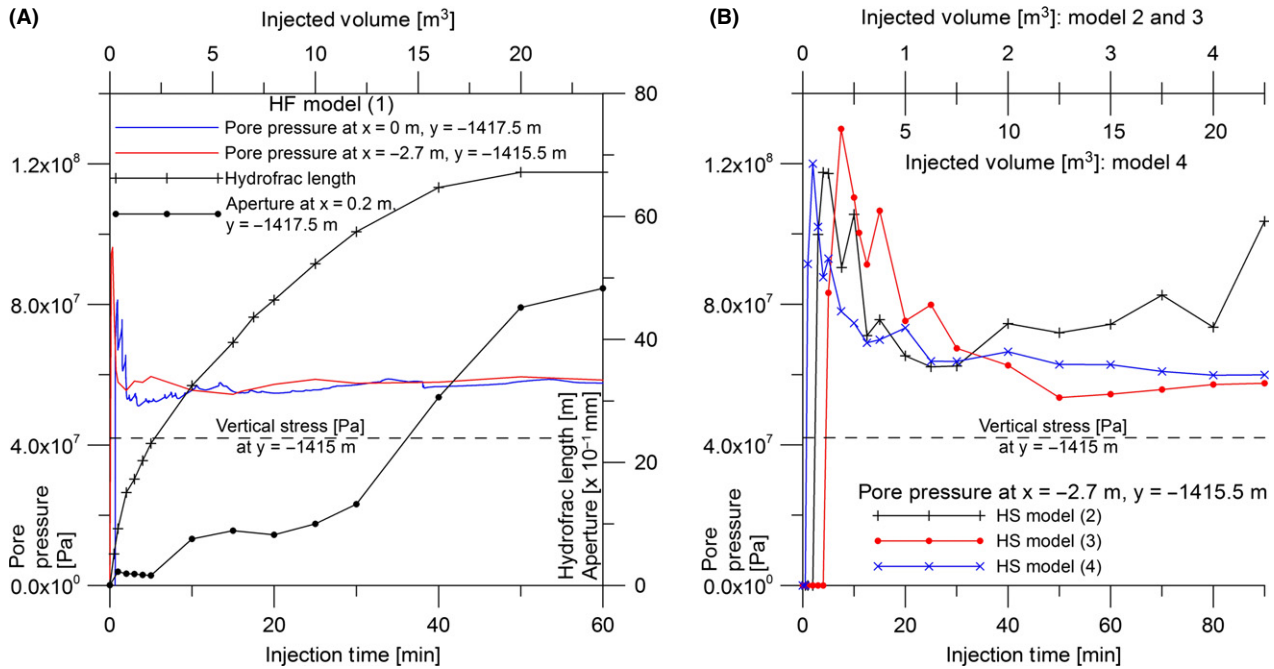 (A)
Injected volume [m³]
0 4 8 12 16 20
HF model (1)
Pore pressure at x = 0 m, y = −1417.5 m
Pore pressure at x = −2.7 m, y = −1415.5 m
Hydrofrac length
Aperture at x = 0.2 m,
y = −1417.5 m
80
60
40
20
0
1.2x10⁸
8.0x10⁷
4.0x10⁷
0.0x10⁰
Vertical stress [Pa]
at y = −1415 m
Pore
pressure
[Pa]
Hydrofrac length [m]
Aperture [x 10⁻¹ mm]
0 20 40 60
Injection time [min]
(B)
Injected volume [m³]: model 2 and 3
0 1 2 3 4
5 10 15 20
Injected volume [m³]: model 4
1.2x10⁸
8.0x10⁷
4.0x10⁷
0.0x10⁰
Vertical stress [Pa]
at y = −1415 m
Pore pressure at x = −2.7 m, y = −1415.5 m
HS model (2)
HS model (3)
HS model (4)
Pore
pressure
[Pa]
0 20 40 60 80
Injection time [min]